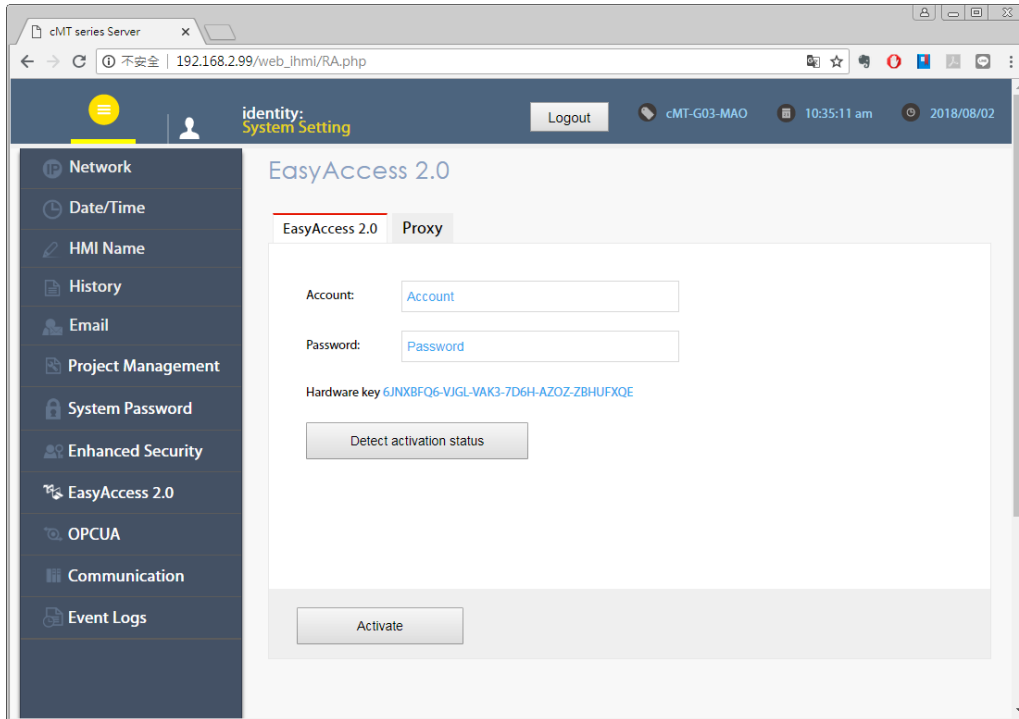 cMT series Server
不安全 | 192.168.2.99/web_ihmi/RA.php
identity:
System Setting
Logout
cMT-G03-MAO
10:35:11 am
2018/08/02
Network
Date/Time
HMI Name
History
Email
Project Management
System Password
Enhanced Security
EasyAccess 2.0
OPCUA
Communication
Event Logs
EasyAccess 2.0
EasyAccess 2.0 Proxy
Account: Account
Password: Password
Hardware key 6JNXBFQ6-VJGL-VAK3-7D6H-AZOZ-ZBHUFXQE
Detect activation status
Activate